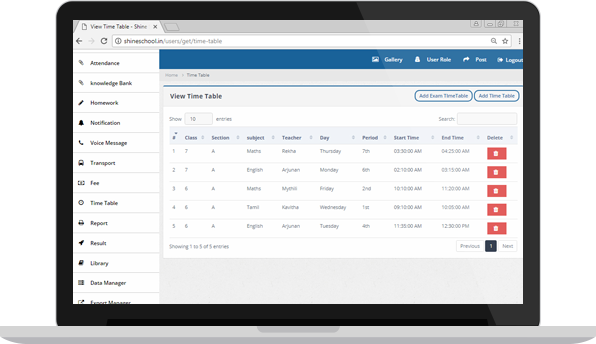 View Time Table - Shine
shineschool.in/users/get/time-table
Gallery User Role Post Logout
Attendance
knowledge Bank
Homework
Notification
Voice Message
Transport
Fee
Time Table
Report
Result
Library
Data Manager
Export Manager
Home > Time Table
View Time Table
Add Exam TimeTable Add Time Table
Show 10 entries Search:
# Class Section subject Teacher Day Period Start Time End Time Delete
1 7 A Maths Rekha Thursday 7th 03:30:00 AM 04:20:00 AM
2 7 A English Arjunan Monday 6th 02:10:00 AM 03:15:00 AM
3 6 A Maths Mythili Friday 2nd 10:10:00 AM 11:20:00 AM
4 6 A Tamil Kavitha Wednesday 1st 09:10:00 AM 10:05:00 AM
5 6 A English Arjunan Tuesday 4th 11:35:00 AM 12:30:00 PM
Showing 1 to 5 of 5 entries
Previous 1 Next